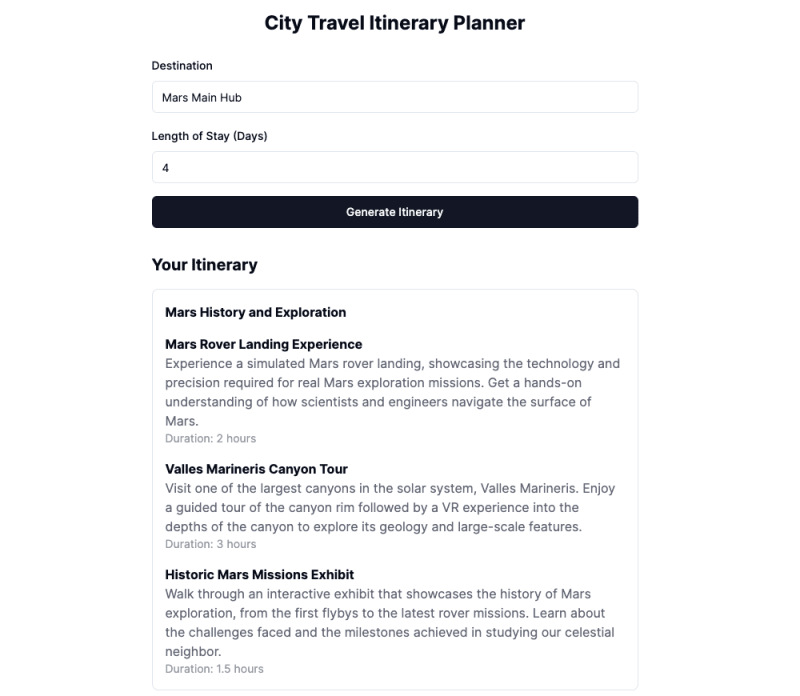 City Travel Itinerary Planner
Destination
Mars Main Hub
Length of Stay (Days)
4
Generate Itinerary
Your Itinerary
Mars History and Exploration
Mars Rover Landing Experience
Experience a simulated Mars rover landing, showcasing the technology and
precision required for real Mars exploration missions. Get a hands-on
understanding of how scientists and engineers navigate the surface of
Mars.
Duration: 2 hours
Valles Marineris Canyon Tour
Visit one of the largest canyons in the solar system, Valles Marineris. Enjoy
a guided tour of the canyon rim followed by a VR experience into the
depths of the canyon to explore its geology and large-scale features.
Duration: 3 hours
Historic Mars Missions Exhibit
Walk through an interactive exhibit that showcases the history of Mars
exploration, from the first flybys to the latest rover missions. Learn about
the challenges faced and the milestones achieved in studying our celestial
neighbor.
Duration: 1.5 hours